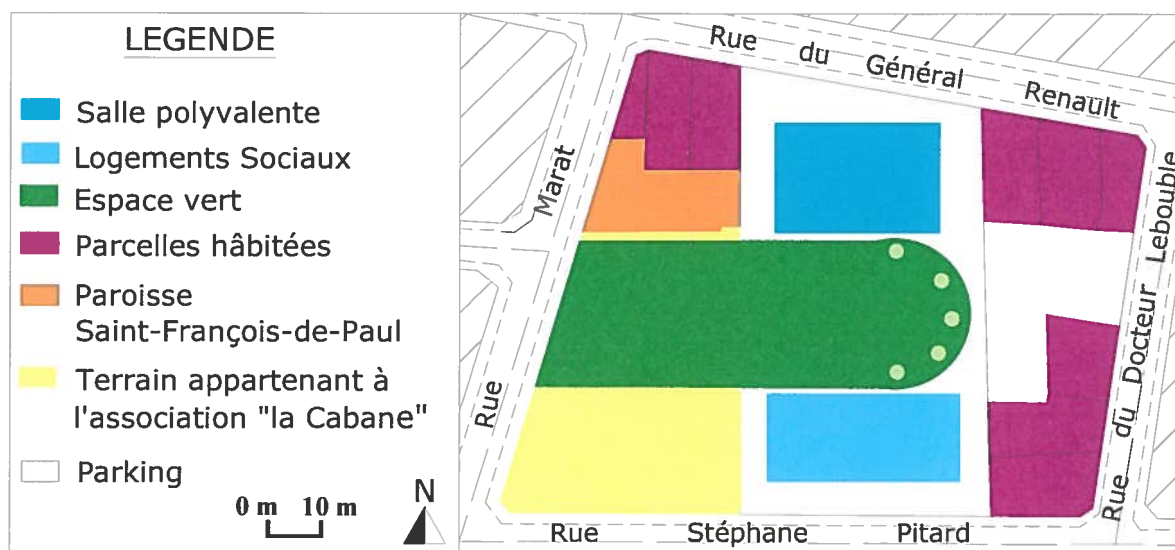 LEGENDE
Salle polyvalente
Logements Sociaux
Espace vert
Parcelles hâbitées
Paroisse
Saint-François-de-Paul
Terrain appartenant à
l'association "la Cabane"
Parking
0 m 10 m
N
Rue du Général Renault
Rue Marat
Rue du Docteur Lebouble
Rue Stéphane Pitard